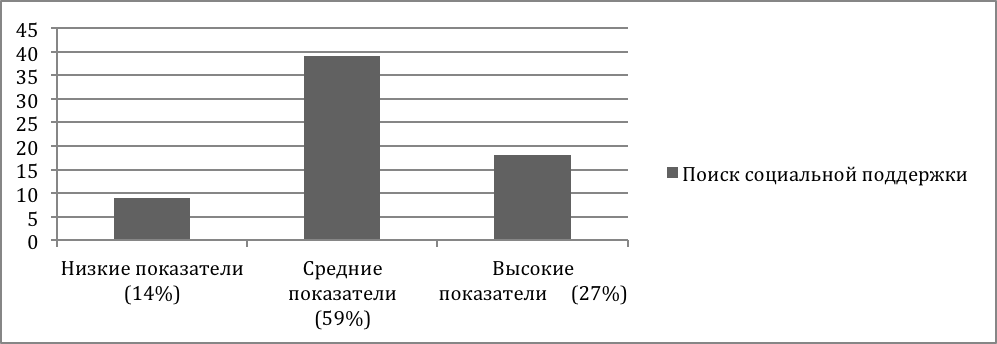 45
40
35
30
25
20
15
10
5
0
Низкие показатели
(14%)
Средние
показатели
(59%)
Высокие
показатели (27%)
Поиск социальной поддержки